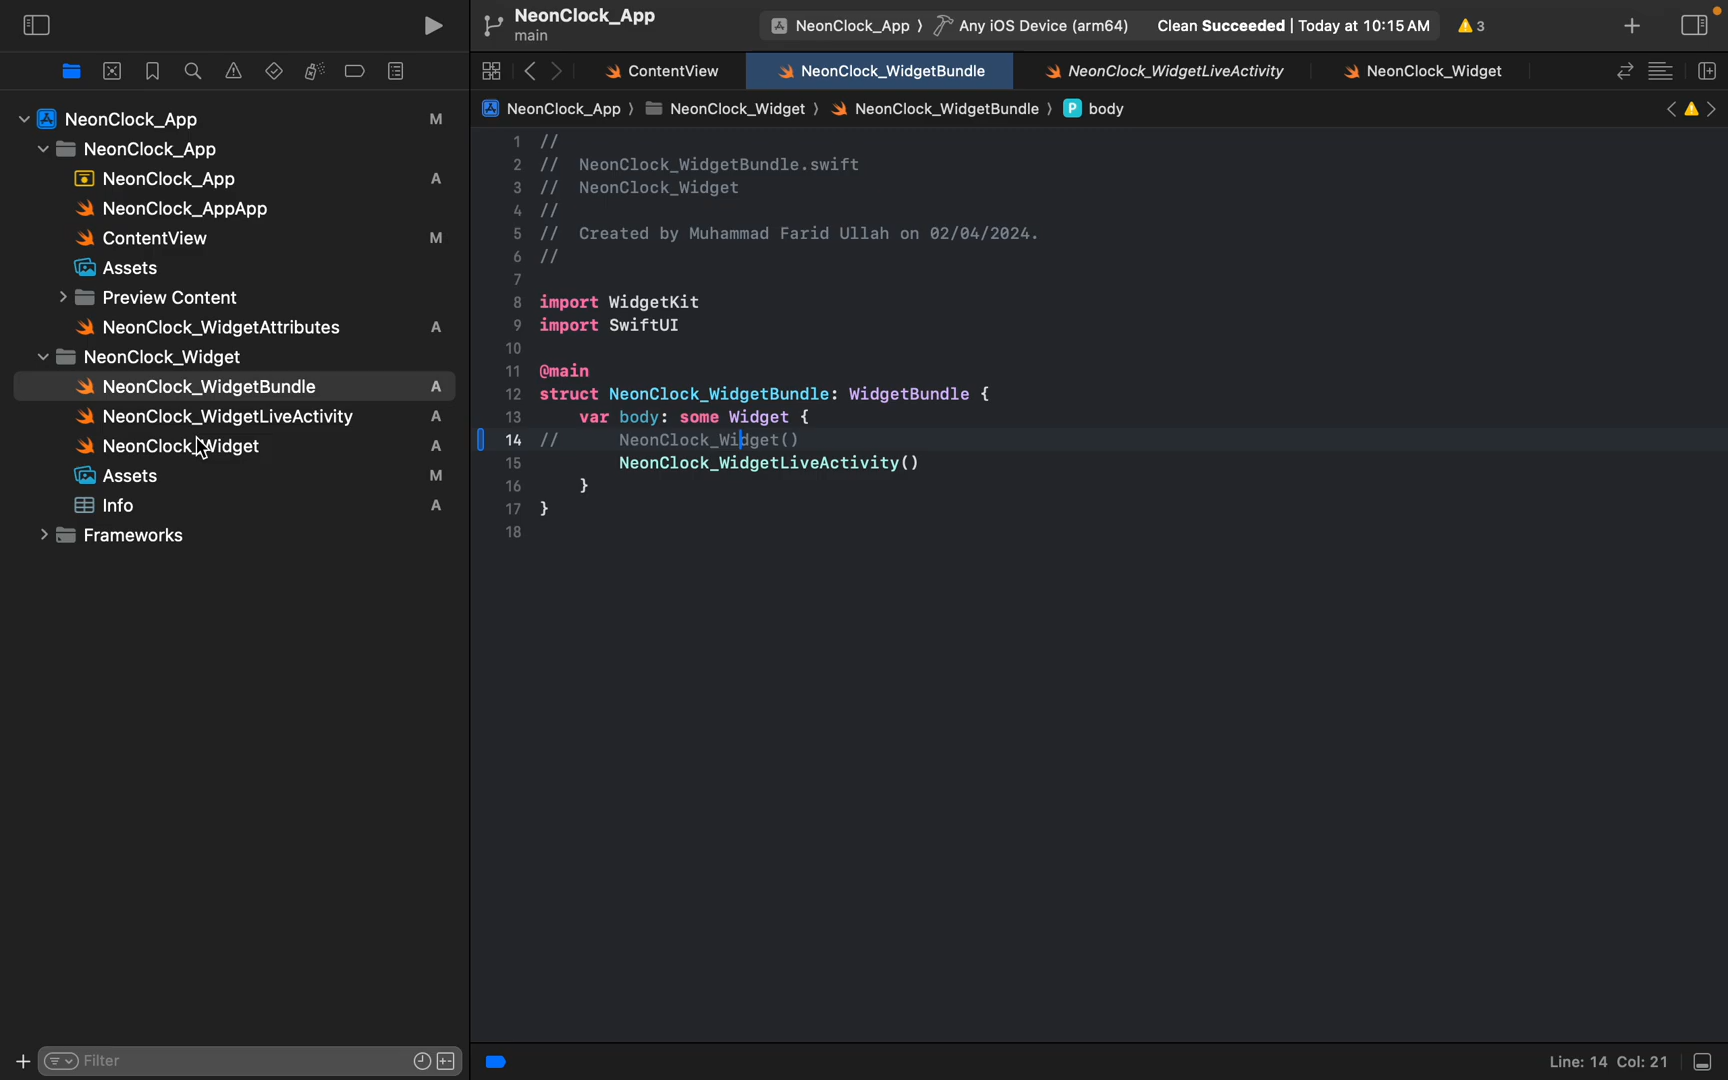 NeonClock_App
main
NeonClock_App 〉 Any iOS Device (arm64) Clean Succeeded | Today at 10:15 AM 3
ContentView NeonClock_WidgetBundle NeonClock_WidgetLiveActivity NeonClock_Widget
NeonClock_App 〉 NeonClock_Widget 〉 NeonClock_WidgetBundle 〉 P body
NeonClock_App M
NeonClock_App
NeonClock_App A
NeonClock_AppApp
ContentView M
Assets
Preview Content
NeonClock_WidgetAttributes A
NeonClock_Widget
NeonClock_WidgetBundle A
NeonClock_WidgetLiveActivity A
NeonClock_Widget A
Assets M
Info A
Frameworks
Filter
1 //
2 //  NeonClock_WidgetBundle.swift
3 //  NeonClock_Widget
4 //
5 //  Created by Muhammad Farid Ullah on 02/04/2024.
6 //
7
8 import WidgetKit
9 import SwiftUI
10
11 @main
12 struct NeonClock_WidgetBundle: WidgetBundle {
13     var body: some Widget {
14 //      NeonClock_Widget()
15         NeonClock_WidgetLiveActivity()
16     }
17 }
18
Line: 14 Col: 21